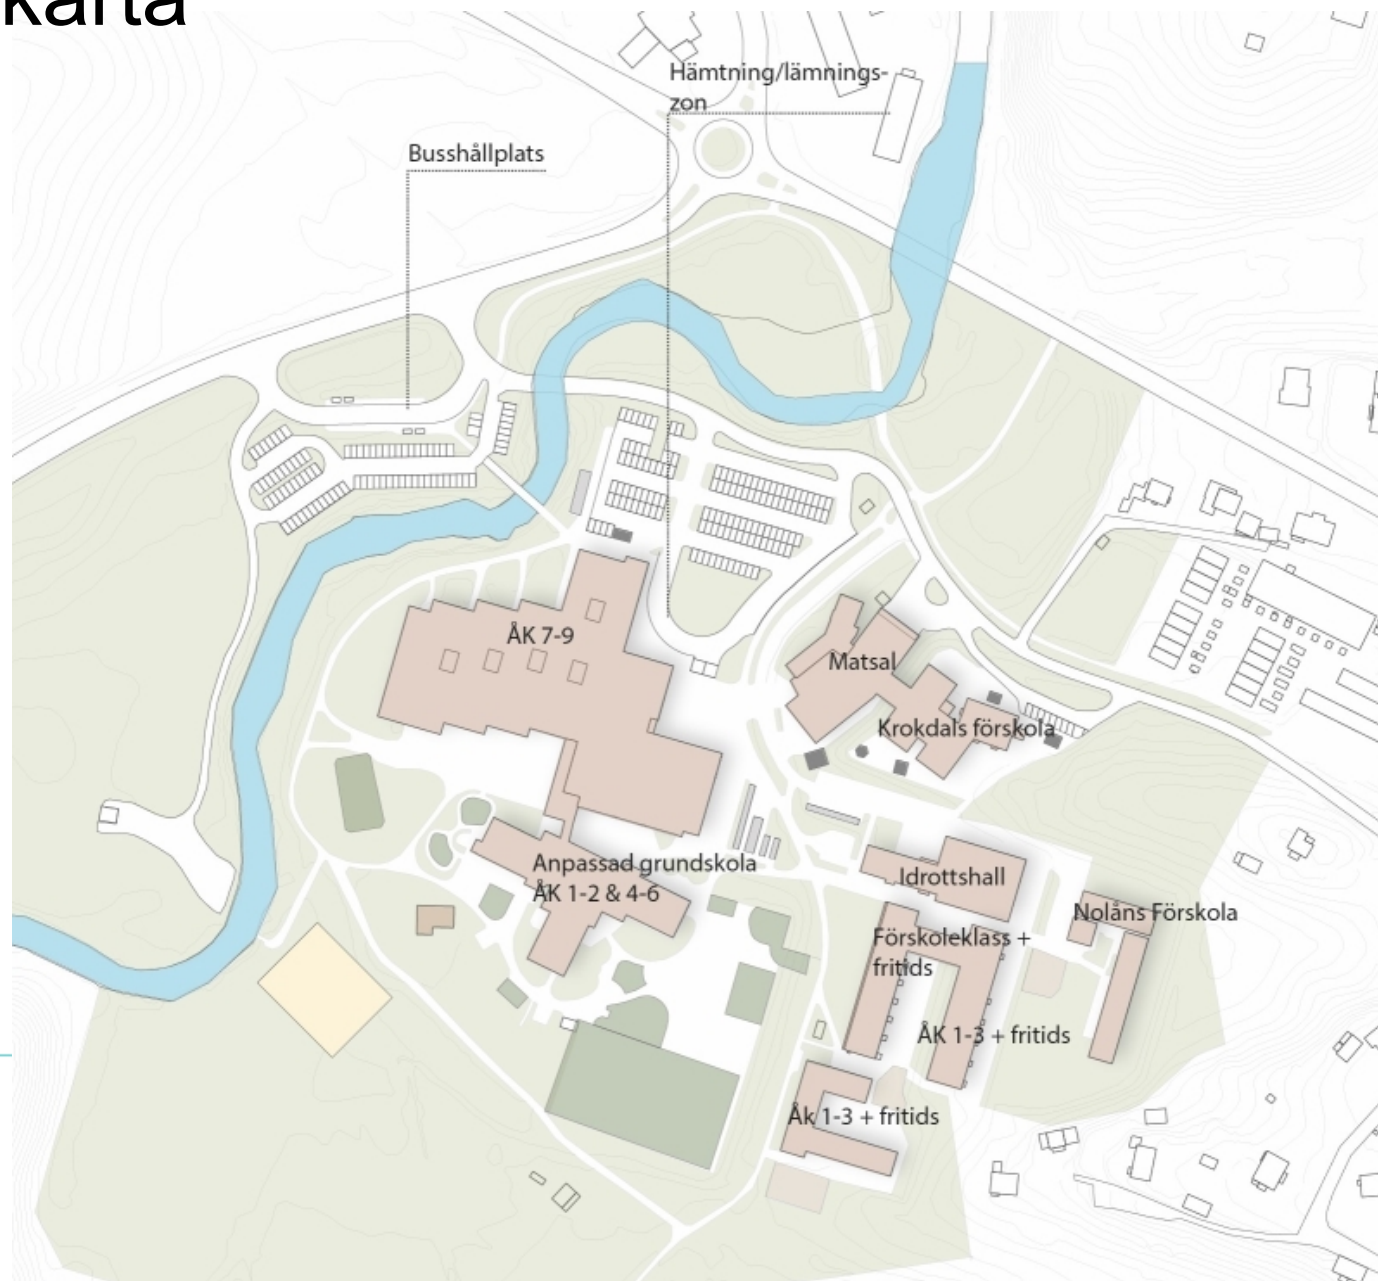 karta
Hämtning/lämnings-
zon
Busshållplats
ÅK 7-9
Matsal
Krokdals förskola
Anpassad grundskola
ÅK 1-2 & 4-6
Idrottshall
Nolåns Förskola
Förskoleklass +
fritids
ÅK 1-3 + fritids
Åk 1-3 + fritids